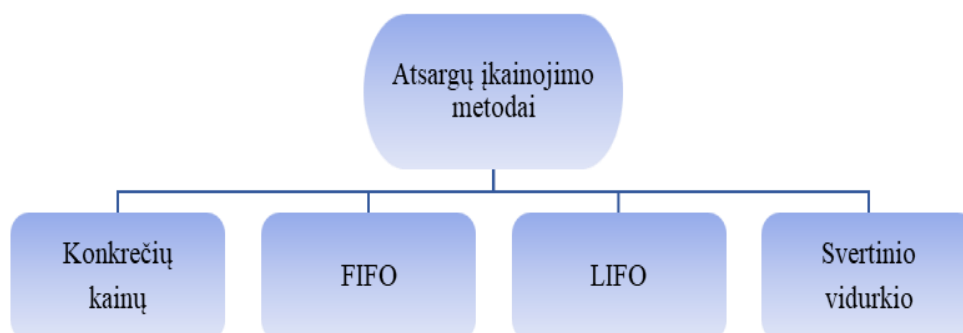 Atsargų įkainojimo
metodai
Konkrečių
kainų
FIFO
LIFO
Svertinio
vidurkio